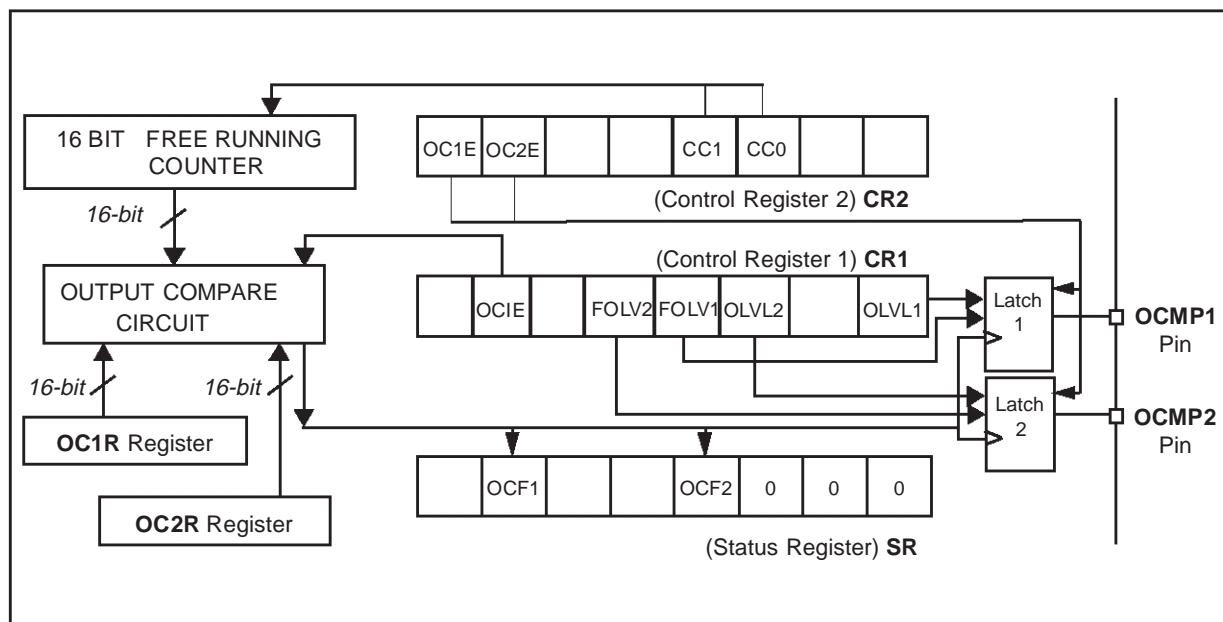 16 BIT FREE RUNNING
COUNTER
OC1E OC2E CC1 CC0
(Control Register 2) CR2
16-bit
(Control Register 1) CR1
OUTPUT COMPARE
CIRCUIT
OCIE FOLV2 FOLV1 OLVL2 OLVL1
Latch
1
OCMP1
Pin
16-bit
16-bit
Latch
2
OCMP2
Pin
OC1R Register
OCF1 OCF2 0 0 0
OC2R Register
(Status Register) SR